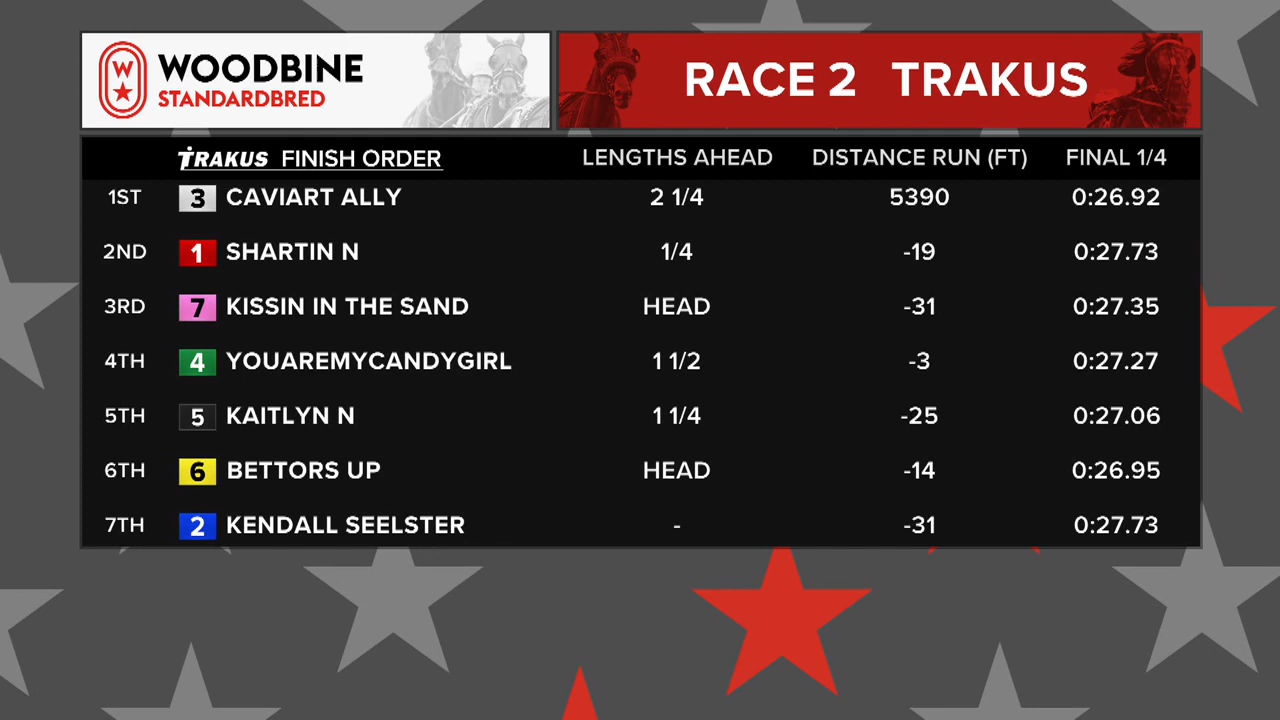 W
WOODBINE
STANDARDBRED
RACE 2 TRAKUS
TRAKUS FINISH ORDER LENGTHS AHEAD DISTANCE RUN (FT) FINAL 1/4
1ST 3 CAVIART ALLY 2 1/4 5390 0:26.92
2ND 1 SHARTIN N 1/4 -19 0:27.73
3RD 7 KISSIN IN THE SAND HEAD -31 0:27.35
4TH 4 YOUAREMYCANDYGIRL 1 1/2 -3 0:27.27
5TH 5 KAITLYN N 1 1/4 -25 0:27.06
6TH 6 BETTORS UP HEAD -14 0:26.95
7TH 2 KENDALL SEELSTER - -31 0:27.73